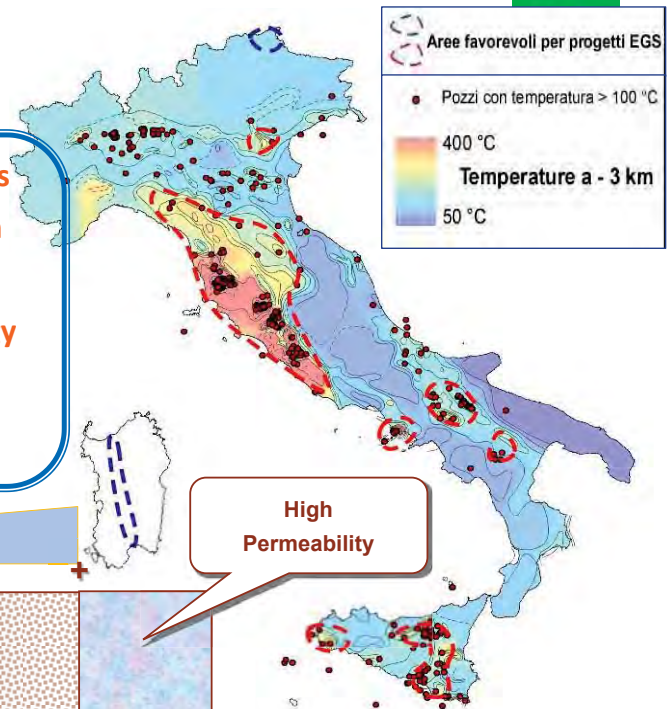 Aree favorevoli per progetti EGS
Pozzi con temperatura > 100 °C
400 °C
Temperature a - 3 km
50 °C
s
y
High
Permeability
+